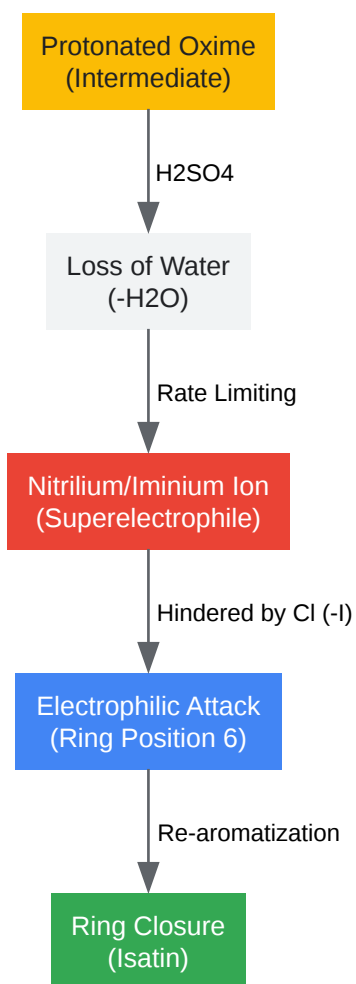 Protonated Oxime
(Intermediate)
H2SO4
Loss of Water
(-H2O)
Rate Limiting
Nitrilium/Iminium Ion
(Superelectrophile)
Hindered by Cl (-I)
Electrophilic Attack
(Ring Position 6)
Re-aromatization
Ring Closure
(Isatin)